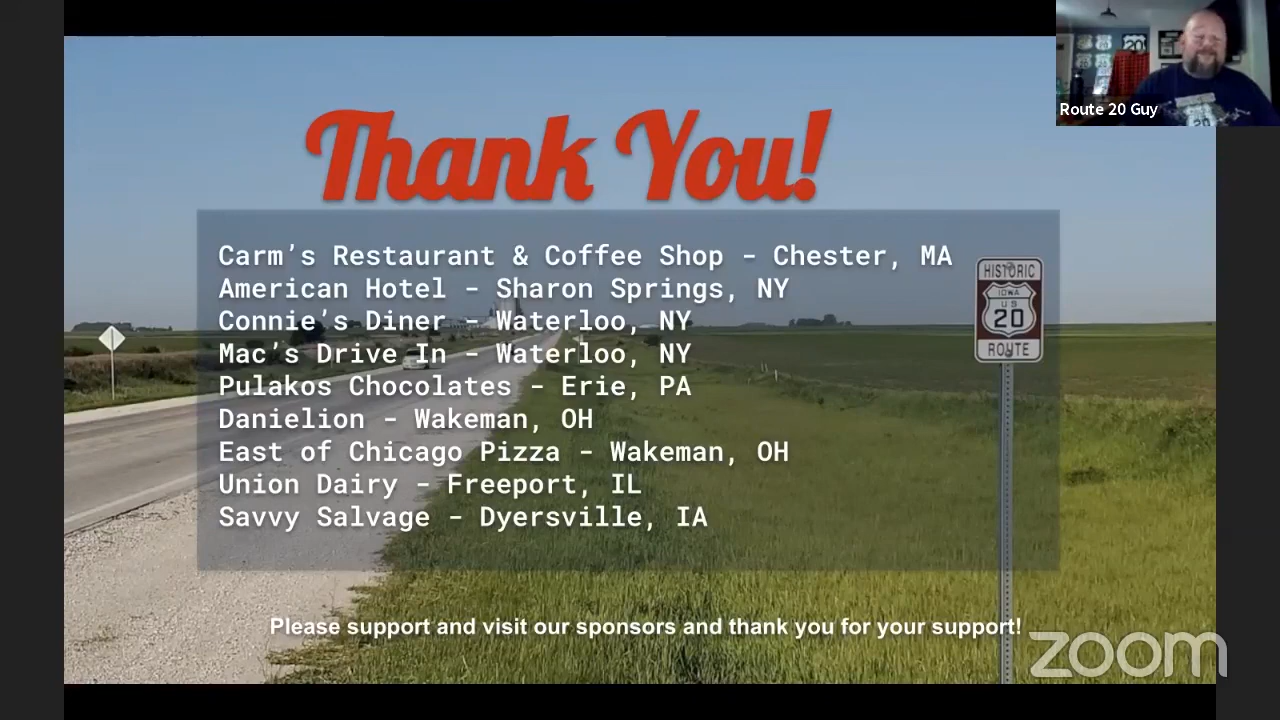 Thank You!
Carm's Restaurant & Coffee Shop - Chester, MA
American Hotel - Sharon Springs, NY
Connie's Diner - Waterloo, NY
Mac's Drive In - Waterloo, NY
Pulakos Chocolates - Erie, PA
Danielion - Wakeman, OH
East of Chicago Pizza - Wakeman, OH
Union Dairy - Freeport, IL
Savvy Salvage - Dyersville, IA
HISTORIC
IOWA
US
20
ROUTE
Please support and visit our sponsors and thank you for your support!
Route 20 Guy
20
20
zoom